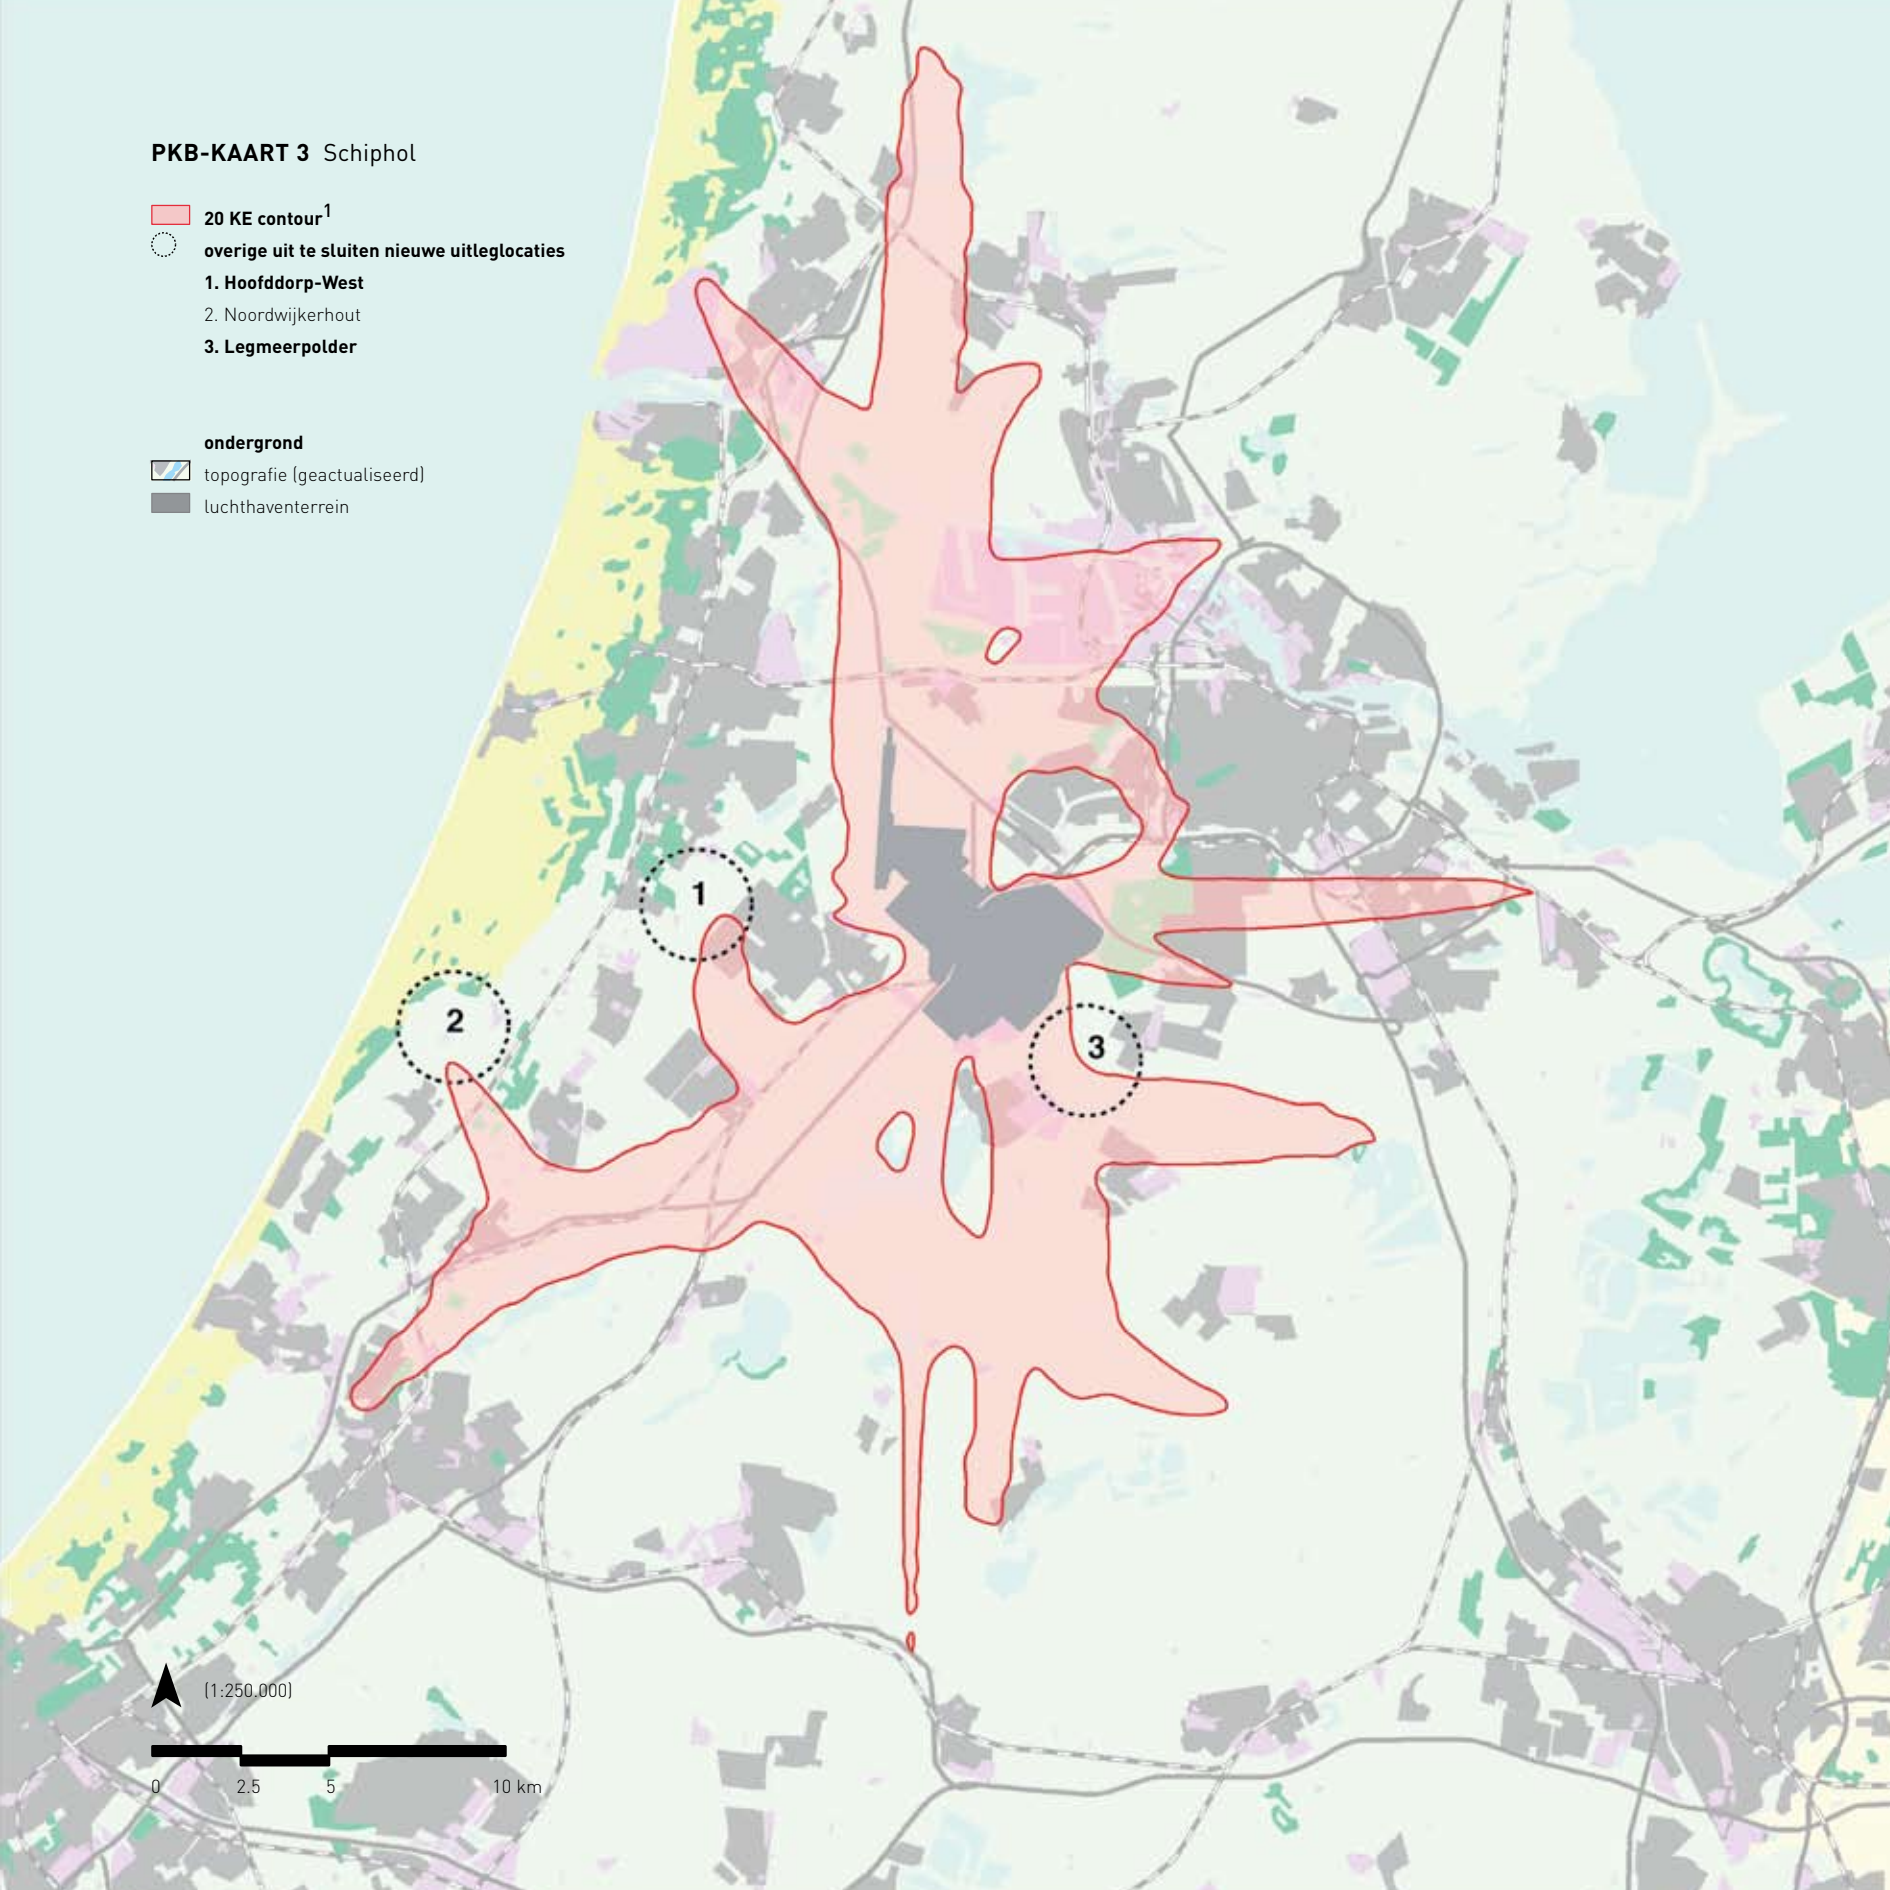 PKB-KAART 3 Schiphol
20 KE contour1
overige uit te sluiten nieuwe uitleglocaties
1. Hoofddorp-West
2. Noordwijkerhout
3. Legmeerpolder
ondergrond
topografie (geactualiseerd)
luchthaventerrein
1
2
3
(1:250.000)
0 2.5 5 10 km